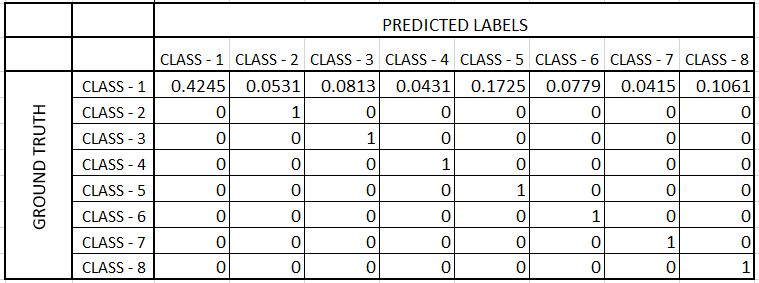 PREDICTED LABELS
CLASS - 1 CLASS - 2 CLASS - 3 CLASS - 4 CLASS - 5 CLASS - 6 CLASS - 7 CLASS - 8
GROUND TRUTH
CLASS - 1 0.4245 0.0531 0.0813 0.0431 0.1725 0.0779 0.0415 0.1061
CLASS - 2 0 1 0 0 0 0 0 0
CLASS - 3 0 0 1 0 0 0 0 0
CLASS - 4 0 0 0 1 0 0 0 0
CLASS - 5 0 0 0 0 1 0 0 0
CLASS - 6 0 0 0 0 0 1 0 0
CLASS - 7 0 0 0 0 0 0 1 0
CLASS - 8 0 0 0 0 0 0 0 1